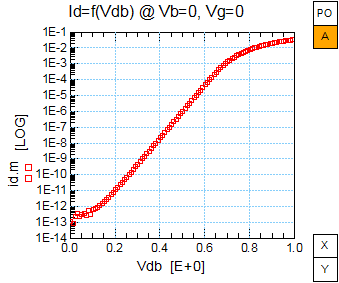 Id=f(Vdb) @ Vb=0, Vg=0
PO
A
1E-1
1E-2
1E-3
1E-4
1E-5
1E-6
1E-7
1E-8
1E-9
1E-10
1E-11
1E-12
1E-13
1E-14
id.m [LOG]
0.0 0.2 0.4 0.6 0.8 1.0
Vdb [E+0]
X
Y